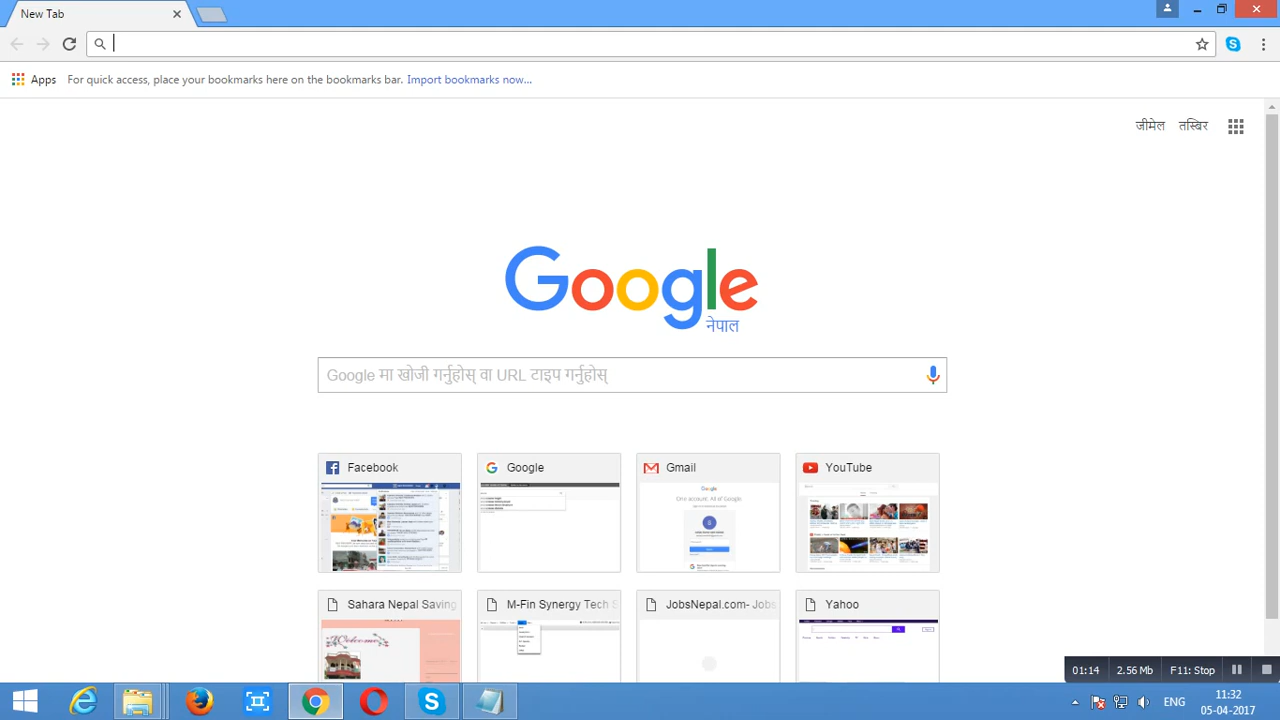 New Tab
For quick access, place your bookmarks here on the bookmarks bar. Import bookmarks now...
Apps
जीमेल तस्बिर
Google
नेपाल
Google मा खोजी गर्नुहोस् वा URL टाइप गर्नुहोस्
Facebook
Google
Gmail
YouTube
Sahara Nepal Saving
M-Fin Synergy Tech S
JobsNepal.com- Jobs
Yahoo
01:14 2.66 Mb F11: Stop
ENG
11:32
05-04-2017